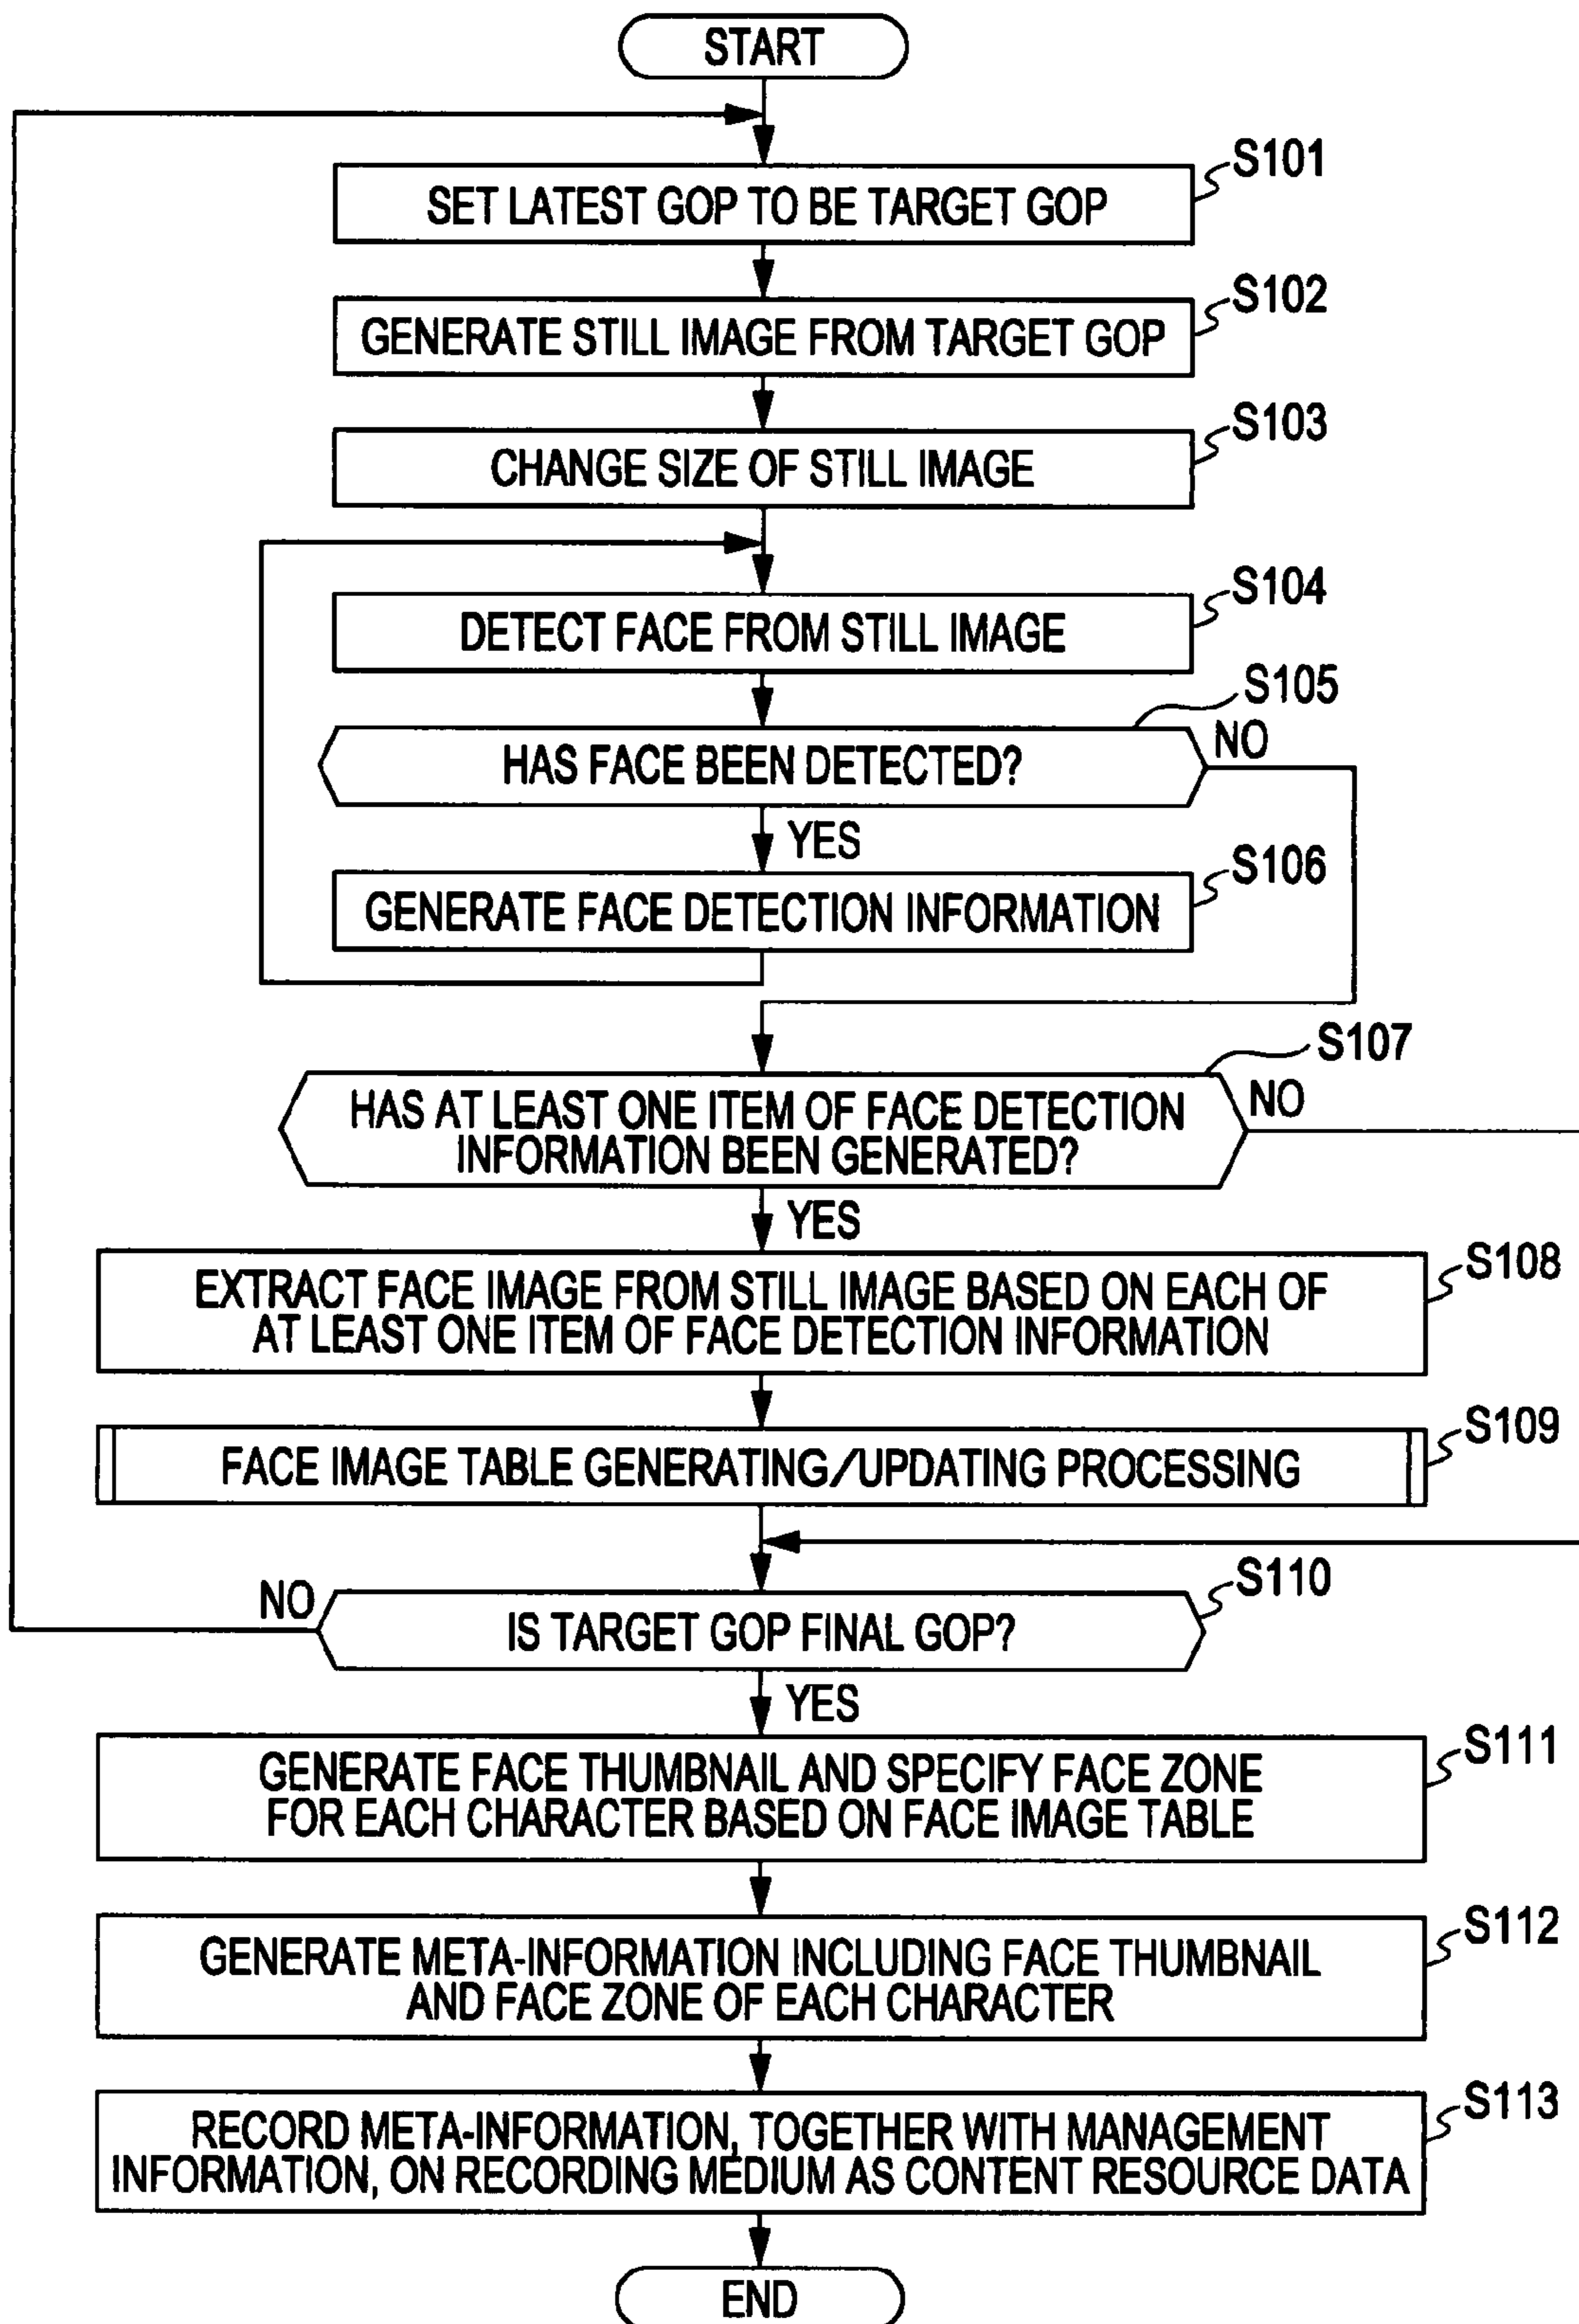 START
S101
SET LATEST GOP TO BE TARGET GOP
S102
GENERATE STILL IMAGE FROM TARGET GOP
S103
CHANGE SIZE OF STILL IMAGE
S104
DETECT FACE FROM STILL IMAGE
S105
HAS FACE BEEN DETECTED?
NO
YES
S106
GENERATE FACE DETECTION INFORMATION
S107
HAS AT LEAST ONE ITEM OF FACE DETECTION
INFORMATION BEEN GENERATED?
NO
YES
S108
EXTRACT FACE IMAGE FROM STILL IMAGE BASED ON EACH OF
AT LEAST ONE ITEM OF FACE DETECTION INFORMATION
S109
FACE IMAGE TABLE GENERATING/UPDATING PROCESSING
S110
NO
IS TARGET GOP FINAL GOP?
YES
S111
GENERATE FACE THUMBNAIL AND SPECIFY FACE ZONE
FOR EACH CHARACTER BASED ON FACE IMAGE TABLE
S112
GENERATE META-INFORMATION INCLUDING FACE THUMBNAIL
AND FACE ZONE OF EACH CHARACTER
S113
RECORD META-INFORMATION, TOGETHER WITH MANAGEMENT
INFORMATION, ON RECORDING MEDIUM AS CONTENT RESOURCE DATA
END